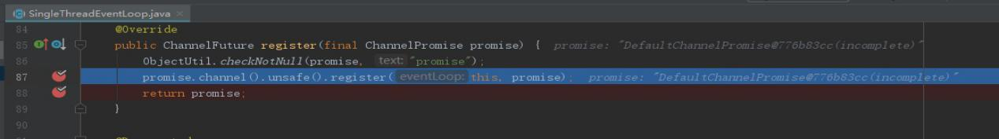 SingleThreadEventLoop.java ×
84 @Override
85 public ChannelFuture register(final ChannelPromise promise) { promise: "DefaultChannelPromise@776b83cc(incomplete)"
86 ObjectUtil.checkNotNull(promise, text: "promise");
87 promise.channel().unsafe().register( eventLoop: this, promise); promise: "DefaultChannelPromise@776b83cc(incomplete)"
88 return promise;
89 }
90